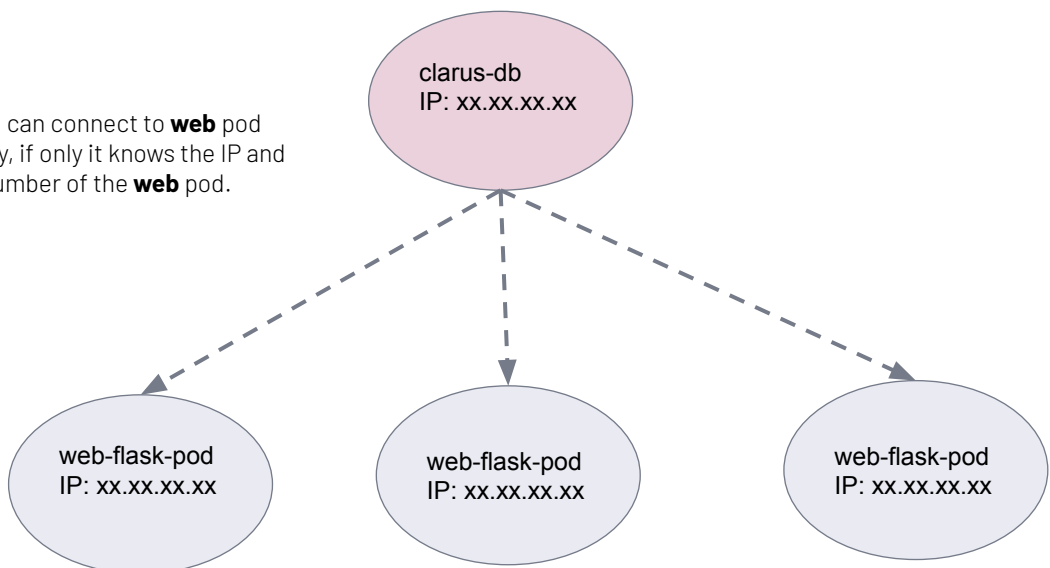 clarus-db
IP: xx.xx.xx.xx
can connect to web pod
y, if only it knows the IP and
umber of the web pod.
web-flask-pod
IP: xx.xx.xx.xx
web-flask-pod
IP: xx.xx.xx.xx
web-flask-pod
IP: xx.xx.xx.xx